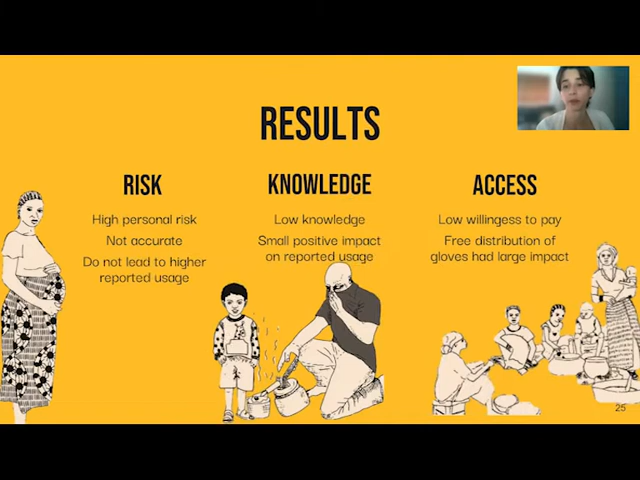 RESULTS
RISK
High personal risk
Not accurate
Do not lead to higher
reported usage
KNOWLEDGE
Low knowledge
Small positive impact
on reported usage
ACCESS
Low willingess to pay
Free distribution of
gloves had large impact
25